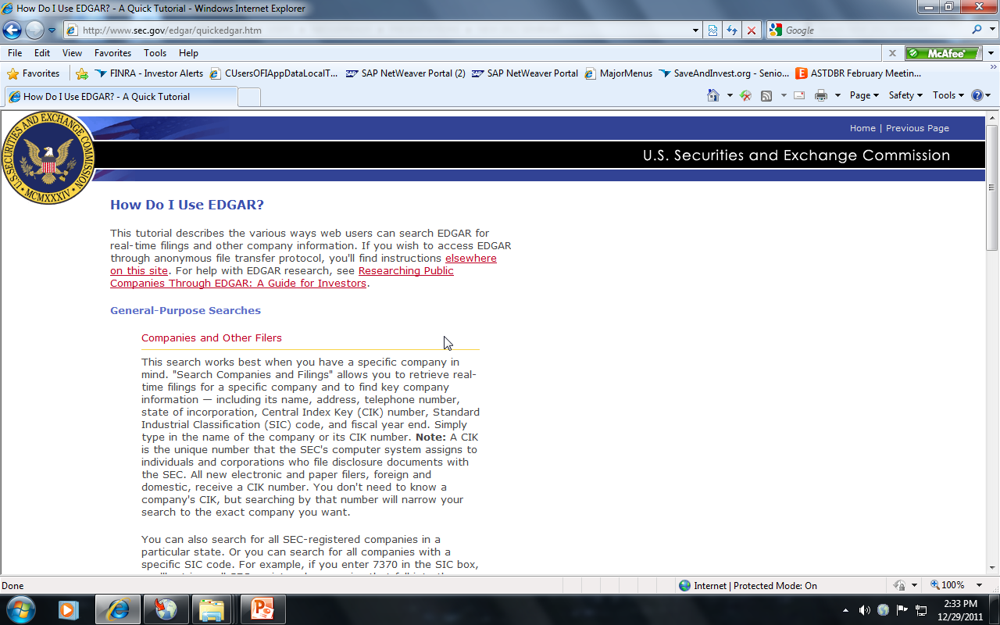 How Do I Use EDGAR? - A Quick Tutorial - Windows Internet Explorer
http://www.sec.gov/edgar/quickedgar.htm
Google
File Edit View Favorites Tools Help
McAfee
Favorites FINRA - Investor Alerts CUsersOFIAppDataLocalT... SAP NetWeaver Portal (2) SAP NetWeaver Portal MajorMenus SaveAndInvest.org - Senio... ASTDBR February Meetin...
How Do I Use EDGAR? - A Quick Tutorial
Page Safety Tools
Home | Previous Page
U.S. SECURITIES AND EXCHANGE COMMISSION
MCMXXXIV
U.S. Securities and Exchange Commission
How Do I Use EDGAR?
This tutorial describes the various ways web users can search EDGAR for
real-time filings and other company information. If you wish to access EDGAR
through anonymous file transfer protocol, you'll find instructions elsewhere
on this site. For help with EDGAR research, see Researching Public
Companies Through EDGAR: A Guide for Investors.
General-Purpose Searches
Companies and Other Filers
This search works best when you have a specific company in
mind. "Search Companies and Filings" allows you to retrieve real-
time filings for a specific company and to find key company
information — including its name, address, telephone number,
state of incorporation, Central Index Key (CIK) number, Standard
Industrial Classification (SIC) code, and fiscal year end. Simply
type in the name of the company or its CIK number. Note: A CIK
is the unique number that the SEC's computer system assigns to
individuals and corporations who file disclosure documents with
the SEC. All new electronic and paper filers, foreign and
domestic, receive a CIK number. You don't need to know a
company's CIK, but searching by that number will narrow your
search to the exact company you want.
You can also search for all SEC-registered companies in a
particular state. Or you can search for all companies with a
specific SIC code. For example, if you enter 7370 in the SIC box,
Done
Internet | Protected Mode: On
100%
2:33 PM
12/29/2011